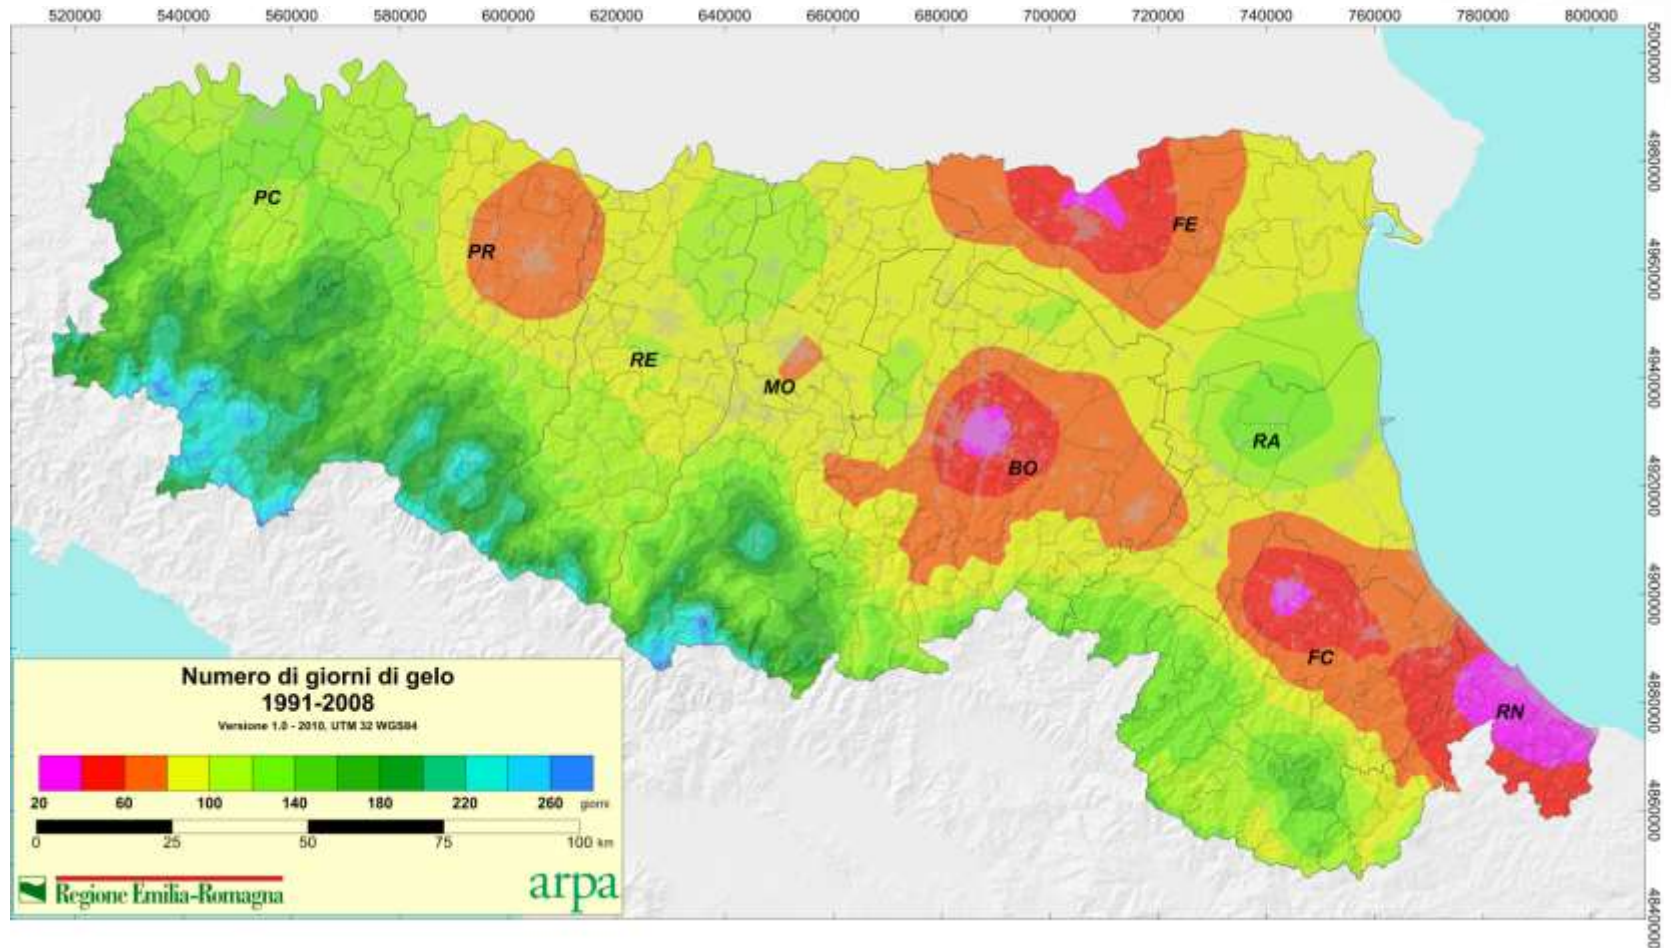 520000 540000 560000 580000 600000 620000 640000 660000 680000 700000 720000 740000 760000 780000 800000
5000000
4980000
4960000
4940000
4920000
4900000
4880000
4860000
4840000
PC
PR
FE
RE
MO
RA
BO
FC
RN
Numero di giorni di gelo
1991-2008
Versione 1.0 - 2010, UTM 32 WGS84
20 60 100 140 180 220 260 giorni
0 25 50 75 100 km
Regione Emilia-Romagna
arpa